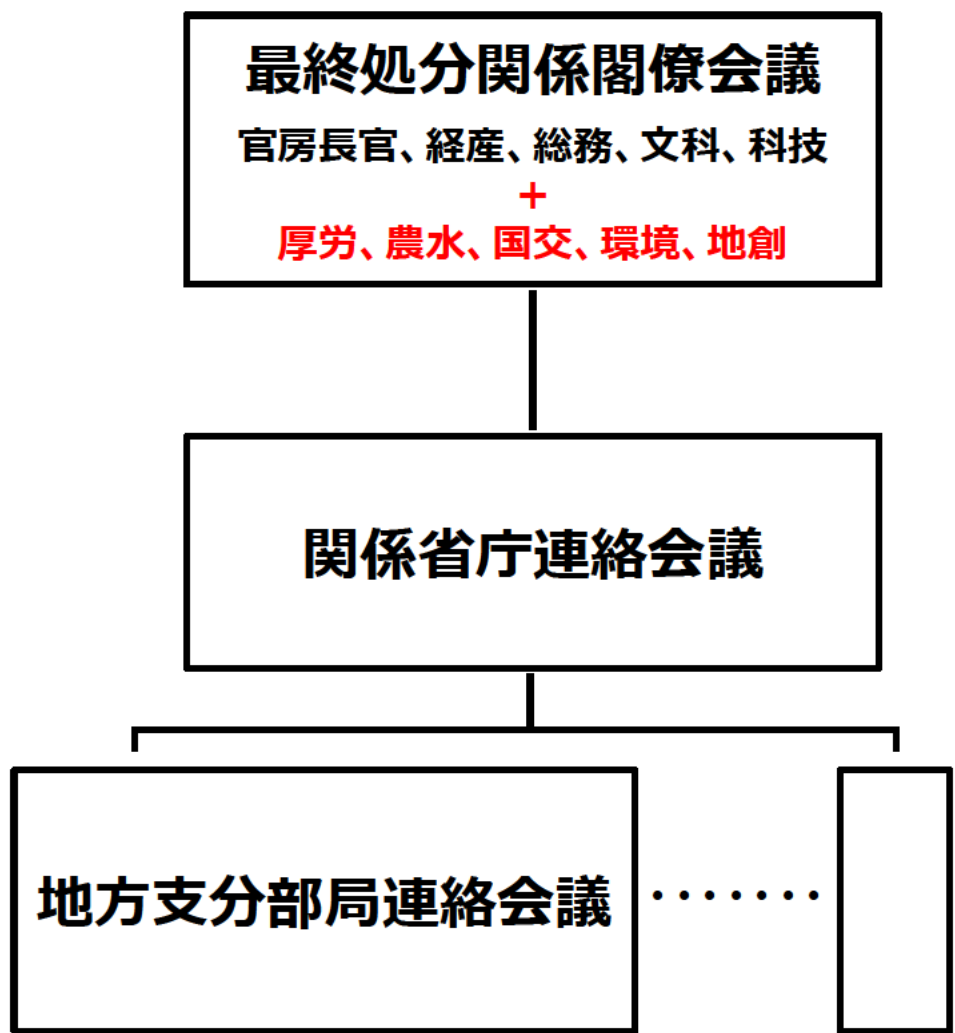 最終処分関係閣僚会議
官房長官、経産、総務、文科、科技
+
厚労、農水、国交、環境、地創
関係省庁連絡会議
地方支分部局連絡会議 ・・・・・・・